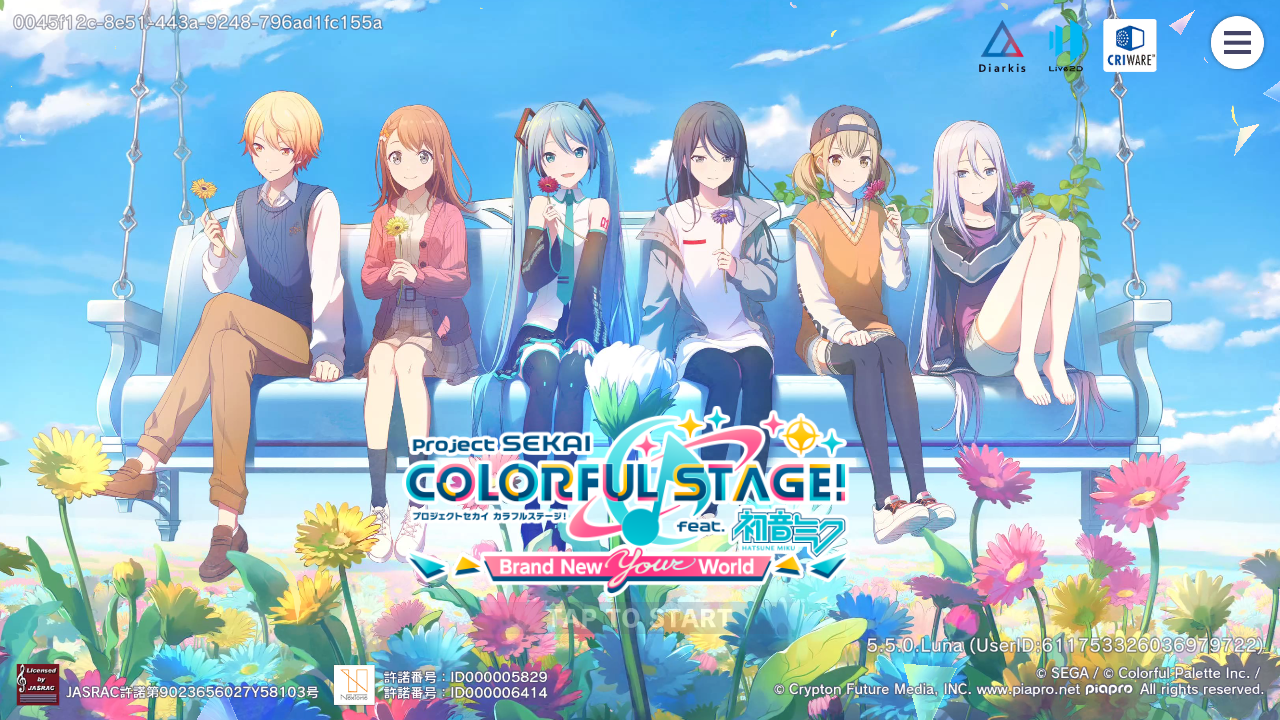 0045f12c-8e51-443a-9248-796ad1fc155a
Diarkis
Live2D
CRIWARE
Project SEKAI
COLORFUL STAGE!
プロジェクトセカイ カラフルステージ!
feat. 初音ミク
HATSUNE MIKU
Brand New Your World
TAP TO START
5.5.0.Luna (UserID:611753326036979722)
Licensed by JASRAC
JASRAC許諾第9023656027Y58103号
NexTone
許諾番号:ID000005829
許諾番号:ID000006414
© SEGA / © Colorful Palette Inc. /
© Crypton Future Media, INC. www.piapro.net piapro All rights reserved.